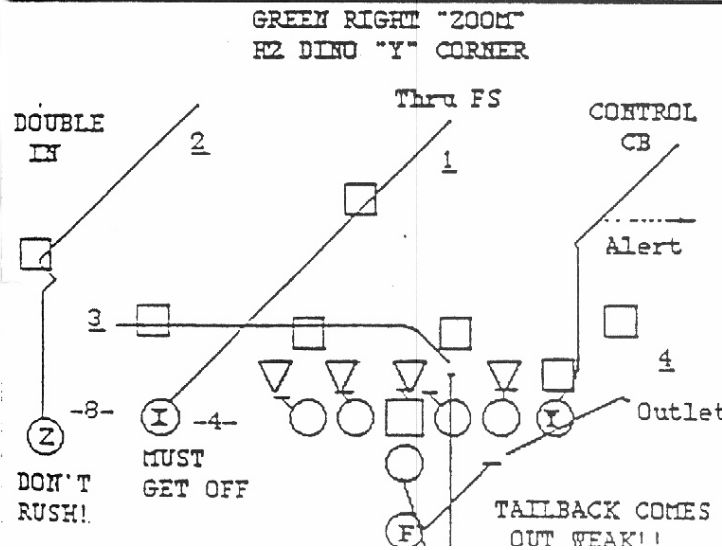 GREEN RIGHT "ZOOM"
H2 DINO "Y" CORNER
Thru FS
DOUBLE
IN
2
1
CONTROL
CB
Alert
3
4
Z
-8-
X
-4-
Y
Outlet
DON'T
RUSH!
MUST
GET OFF
F
TAILBACK COMES
OUT WEAK!!